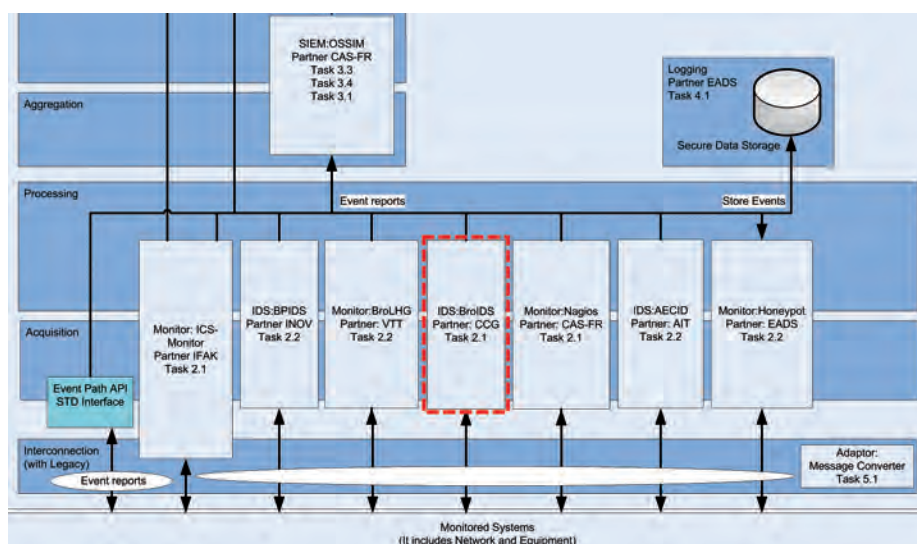 SIEM:OSSIM
Partner CAS-FR
Task 3.3
Task 3.4
Task 3.1
Logging
Partner EADS
Task 4.1
Aggregation
Secure Data Storage
Processing
Event reports
Store Events
Monitor: ICS-
Monitor
Partner IFAK
Task 2.1
IDS:BPIDS
Partner INOV
Task 2.2
Monitor:BroLHG
Partner: VTT
Task 2.2
IDS:BroIDS
Partner: CCG
Task 2.1
Monitor:Nagios
Partner: CAS-FR
Task 2.1
IDS:AECID
Partner: AIT
Task 2.2
Monitor:Honeypot
Partner: EADS
Task 2.2
Acquisition
Event Path API
STD Interface
Interconnection
(with Legacy)
Event reports
Adaptor:
Message Converter
Task 5.1
Monitored Systems
(It includes Network and Equipment)